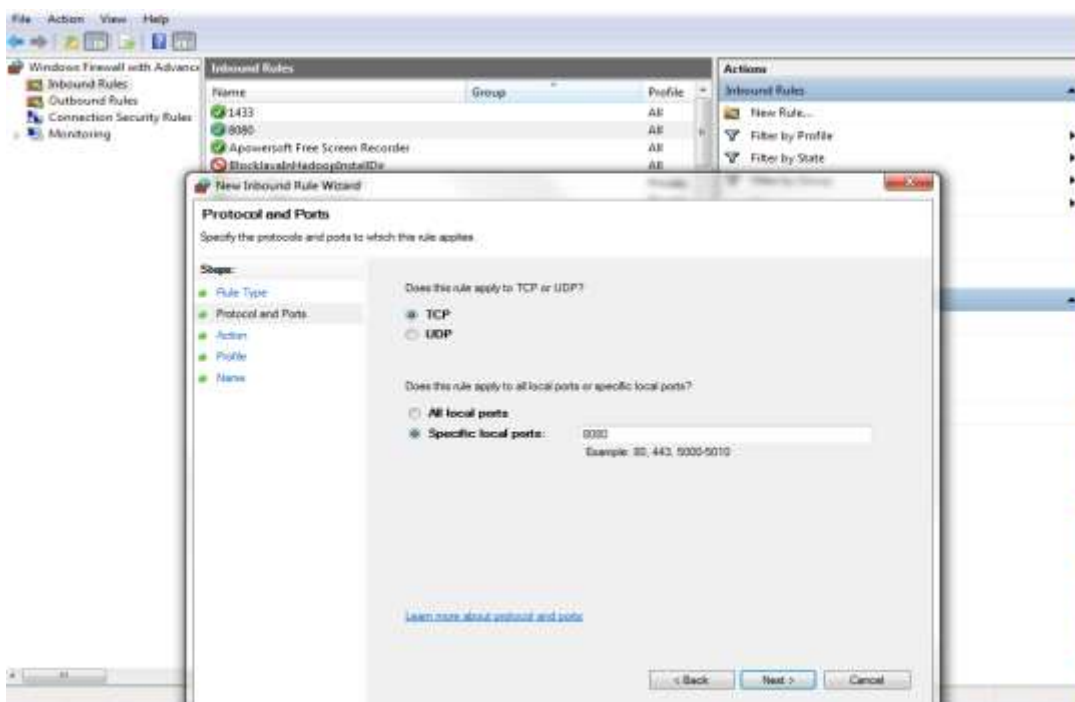 File Action View Help
Windows Firewall with Advance
Inbound Rules
Outbound Rules
Connection Security Rules
Monitoring
Inbound Rules
Name Group Profile
1433 All
8080 All
Apowersoft Free Screen Recorder All
BlockJavaInHadoopInstallDir All
Actions
Inbound Rules
New Rule...
Filter by Profile
Filter by State
New Inbound Rule Wizard
Protocol and Ports
Specify the protocols and ports to which this rule applies.
Steps:
Rule Type
Protocol and Ports
Action
Profile
Name
Does this rule apply to TCP or UDP?
TCP
UDP
Does this rule apply to all local ports or specific local ports?
All local ports
Specific local ports: 8080
Example: 80, 443, 5000-5010
Learn more about protocol and ports
< Back Next > Cancel